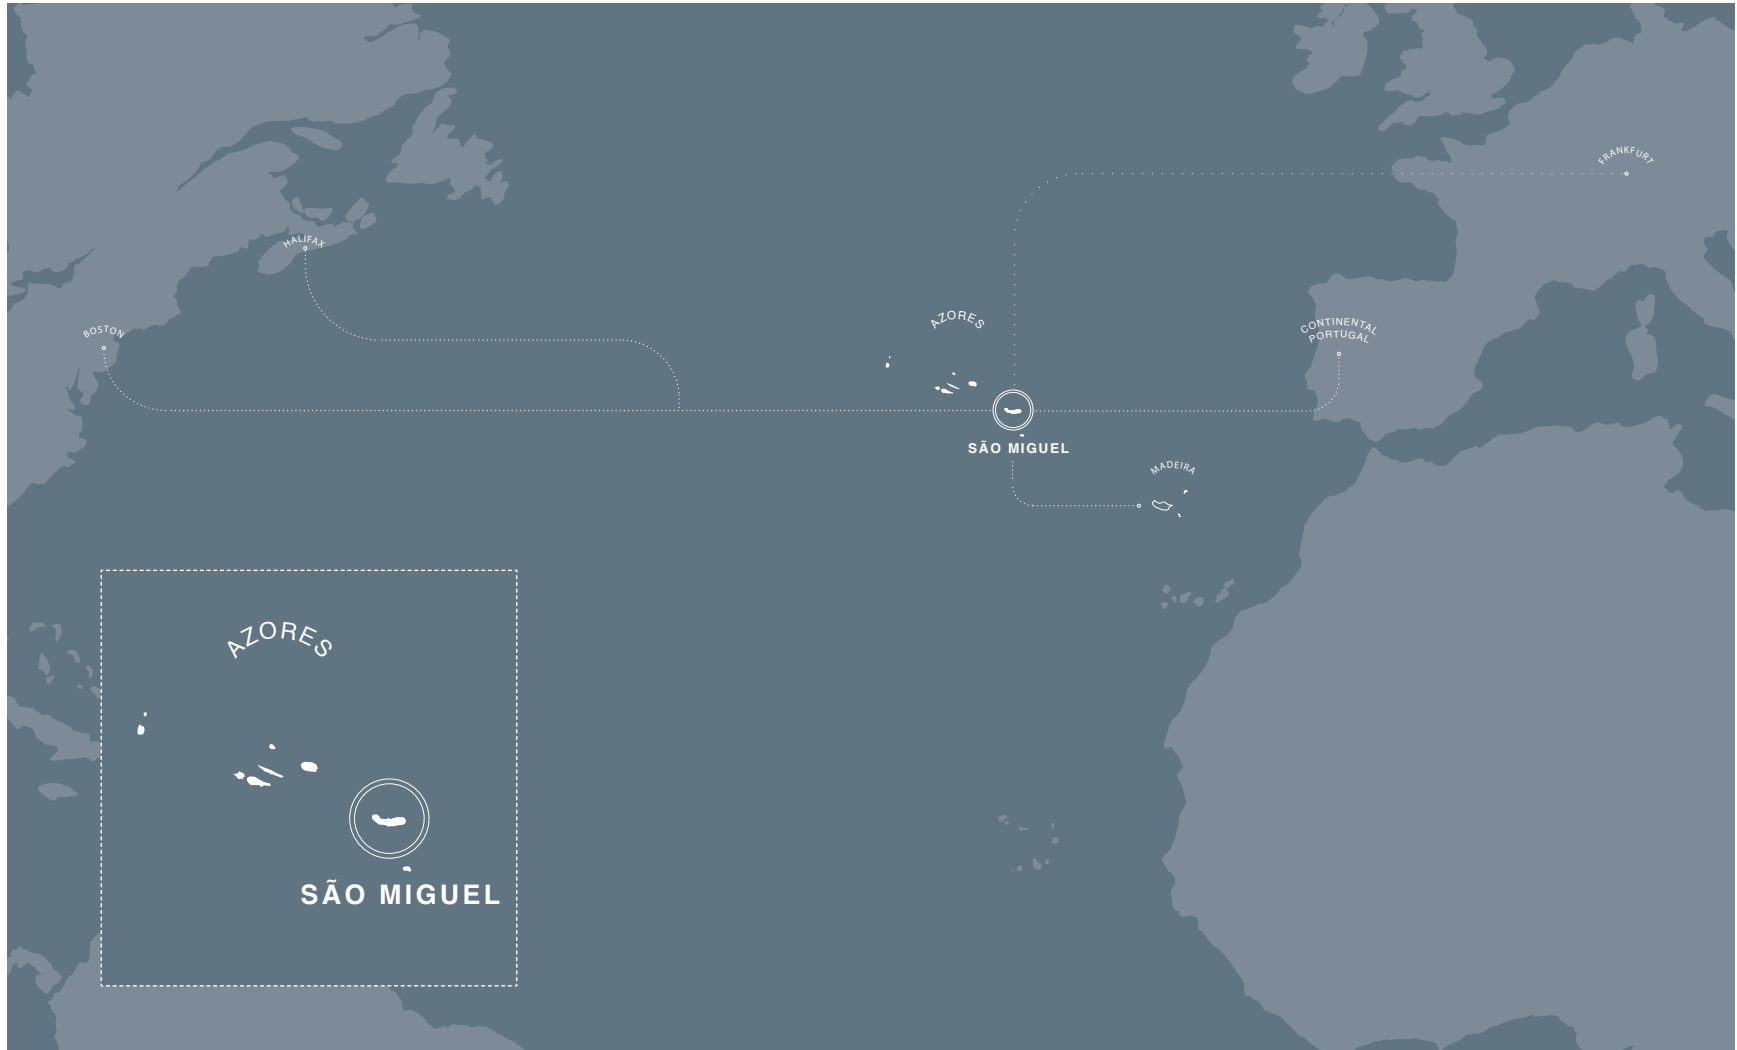 FRANKFURT
HALIFAX
BOSTON
AZORES
CONTINENTAL
PORTUGAL
SÃO MIGUEL
MADEIRA
AZORES
SÃO MIGUEL